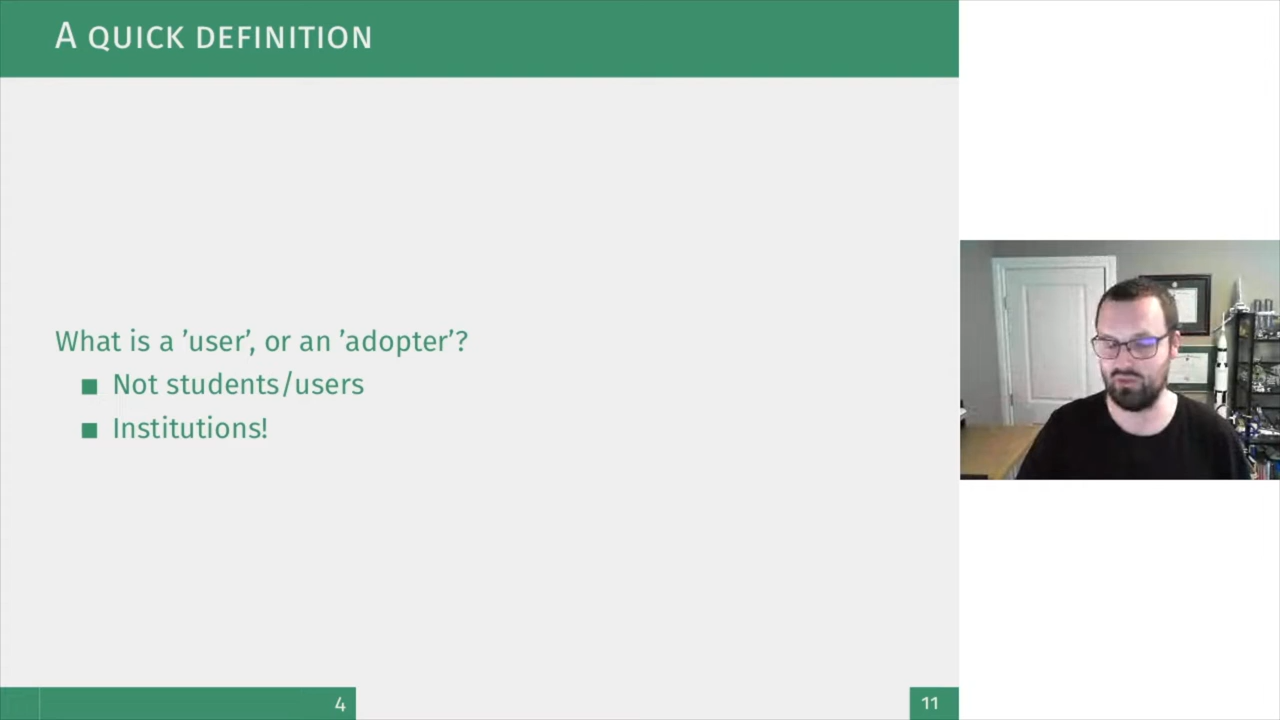 A QUICK DEFINITION
What is a ’user’, or an ’adopter’?
■ Not students/users
■ Institutions!
4
11